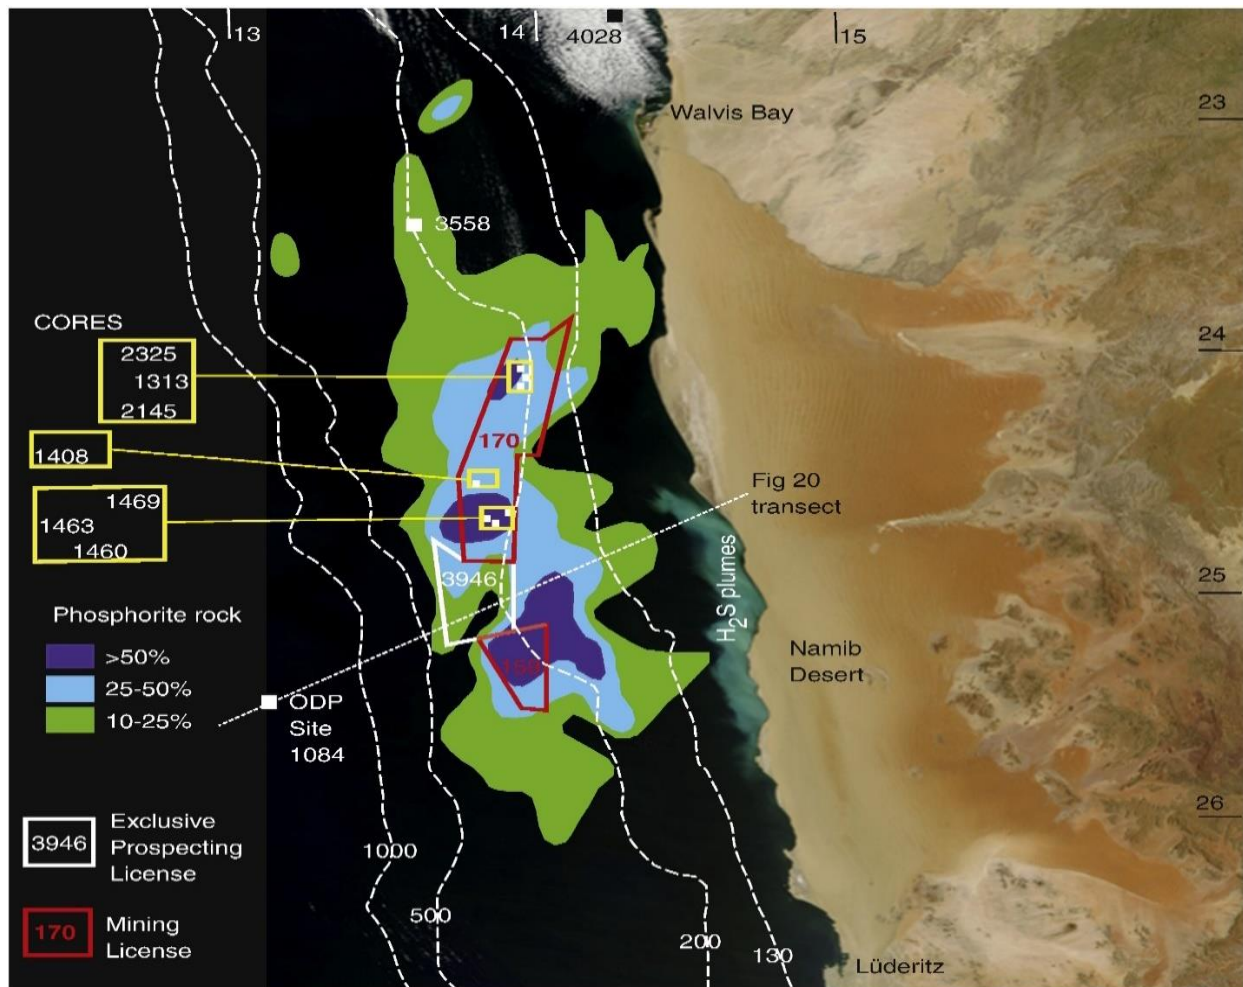 13
14
4028
15
Walvis Bay
23
3558
24
CORES
2325
1313
2145
170
1408
1469
1463
1460
Fig 20
transect
3946
25
H₂S plumes
Phosphorite rock
>50%
25-50%
10-25%
Namib
Desert
ODP
Site
1084
26
3946
Exclusive
Prospecting
License
1000
500
200
130
170
Mining
License
Lüderitz